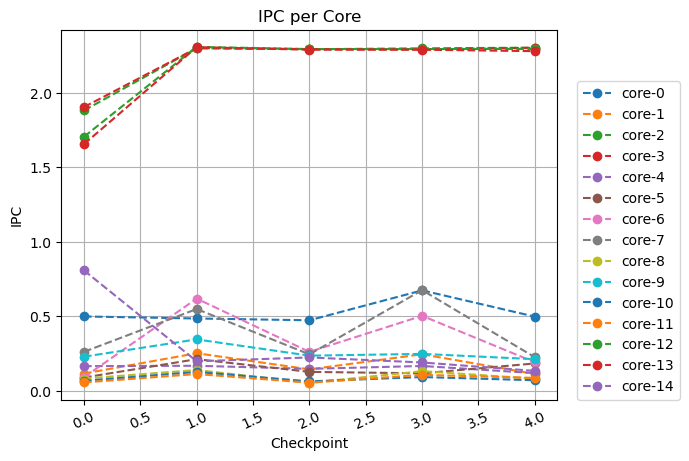 IPC per Core
IPC
2.0
1.5
1.0
0.5
0.0
0.0 0.5 1.0 1.5 2.0 2.5 3.0 3.5 4.0
Checkpoint
core-0
core-1
core-2
core-3
core-4
core-5
core-6
core-7
core-8
core-9
core-10
core-11
core-12
core-13
core-14